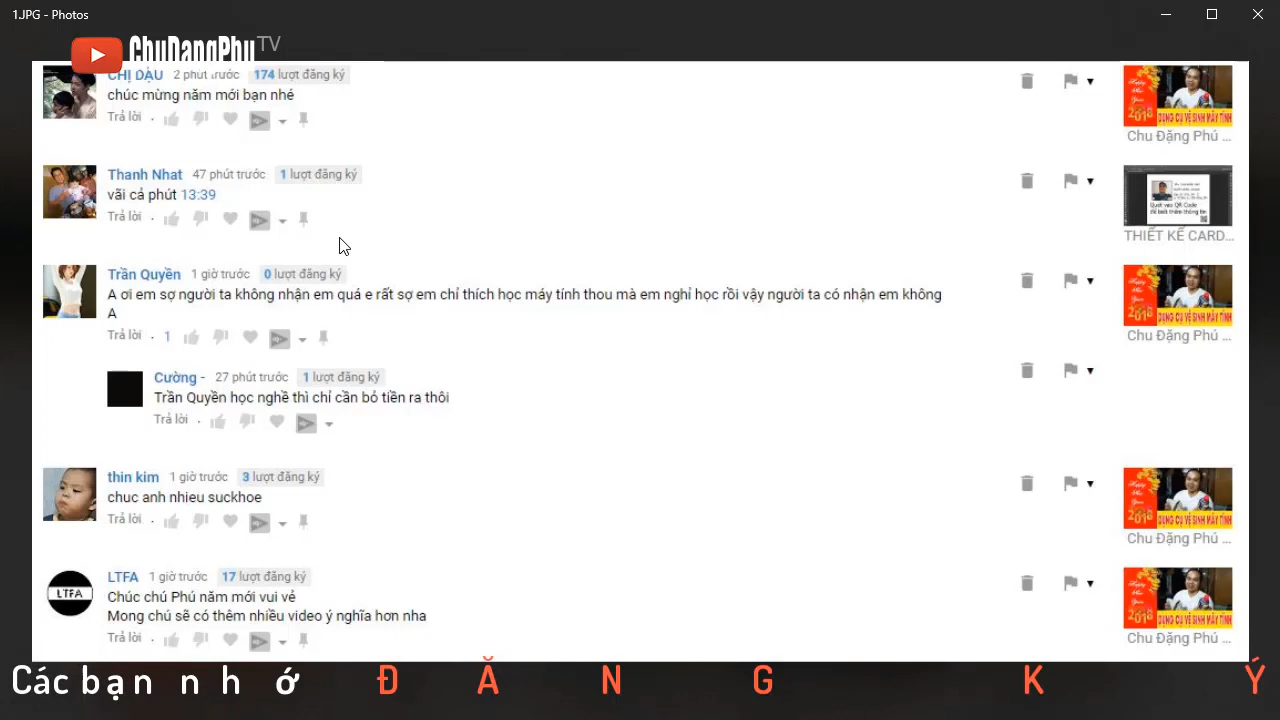 1.JPG - Photos
ChuDangPhuTV
CHỊ DẬU 2 phút trước 174 lượt đăng ký
chúc mừng năm mới bạn nhé
Trả lời
Chu Đặng Phú ...
Thanh Nhat 47 phút trước 1 lượt đăng ký
vãi cả phút 13:39
Trả lời
THIẾT KẾ CARD...
Trần Quyền 1 giờ trước 0 lượt đăng ký
A ơi em sợ người ta không nhận em quá e rất sợ em chỉ thích học máy tính thou mà em nghỉ học rồi vậy người ta có nhận em không
A
Trả lời · 1
Chu Đặng Phú ...
Cường - 27 phút trước 1 lượt đăng ký
Trần Quyền học nghề thì chỉ cần bỏ tiền ra thôi
Trả lời
thin kim 1 giờ trước 3 lượt đăng ký
chuc anh nhieu suckhoe
Trả lời
Chu Đặng Phú ...
LTFA 1 giờ trước 17 lượt đăng ký
LTFA
Chúc chú Phú năm mới vui vẻ
Mong chú sẽ có thêm nhiều video ý nghĩa hơn nha
Trả lời
Chu Đặng Phú ...
Các bạn nhớ ĐĂNG KÝ